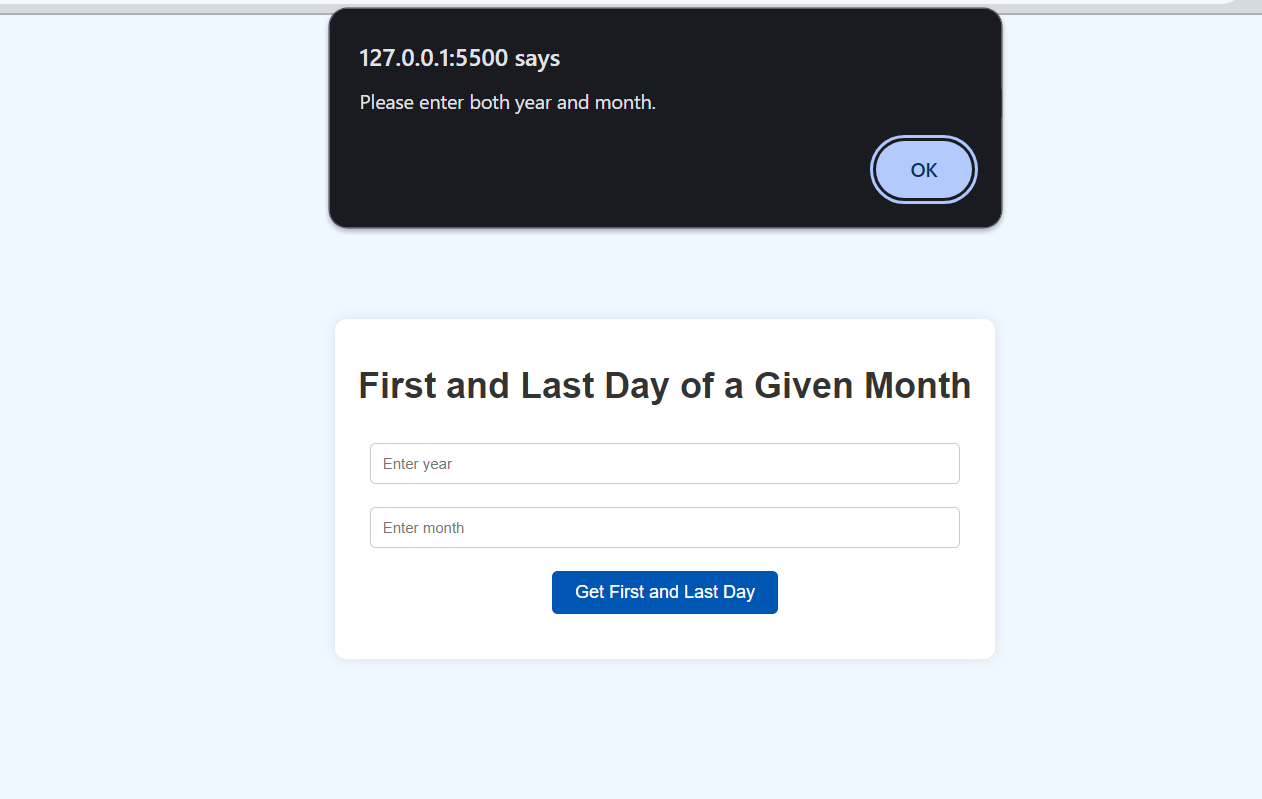 127.0.0.1:5500 says
Please enter both year and month.
OK
First and Last Day of a Given Month
Enter year
Enter month
Get First and Last Day